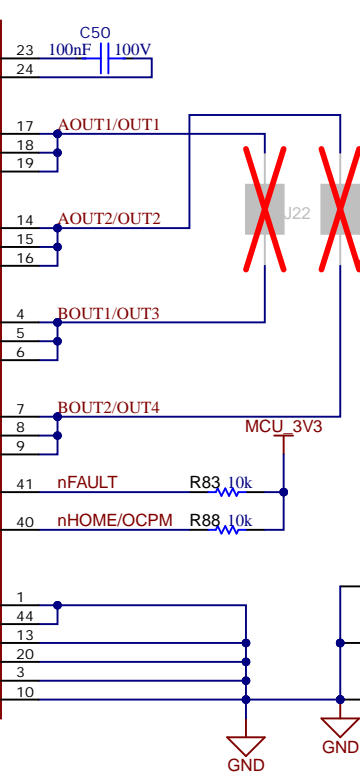 C50
23 100nF 100V
24
17 AOUT1/OUT1
18
19
J22
14 AOUT2/OUT2
15
16
4 BOUT1/OUT3
5
6
7 BOUT2/OUT4
8 MCU_3V3
9
41 nFAULT R83 10k
40 nHOME/OCPM R88 10k
1
44
13
20
3
10
GND
GND